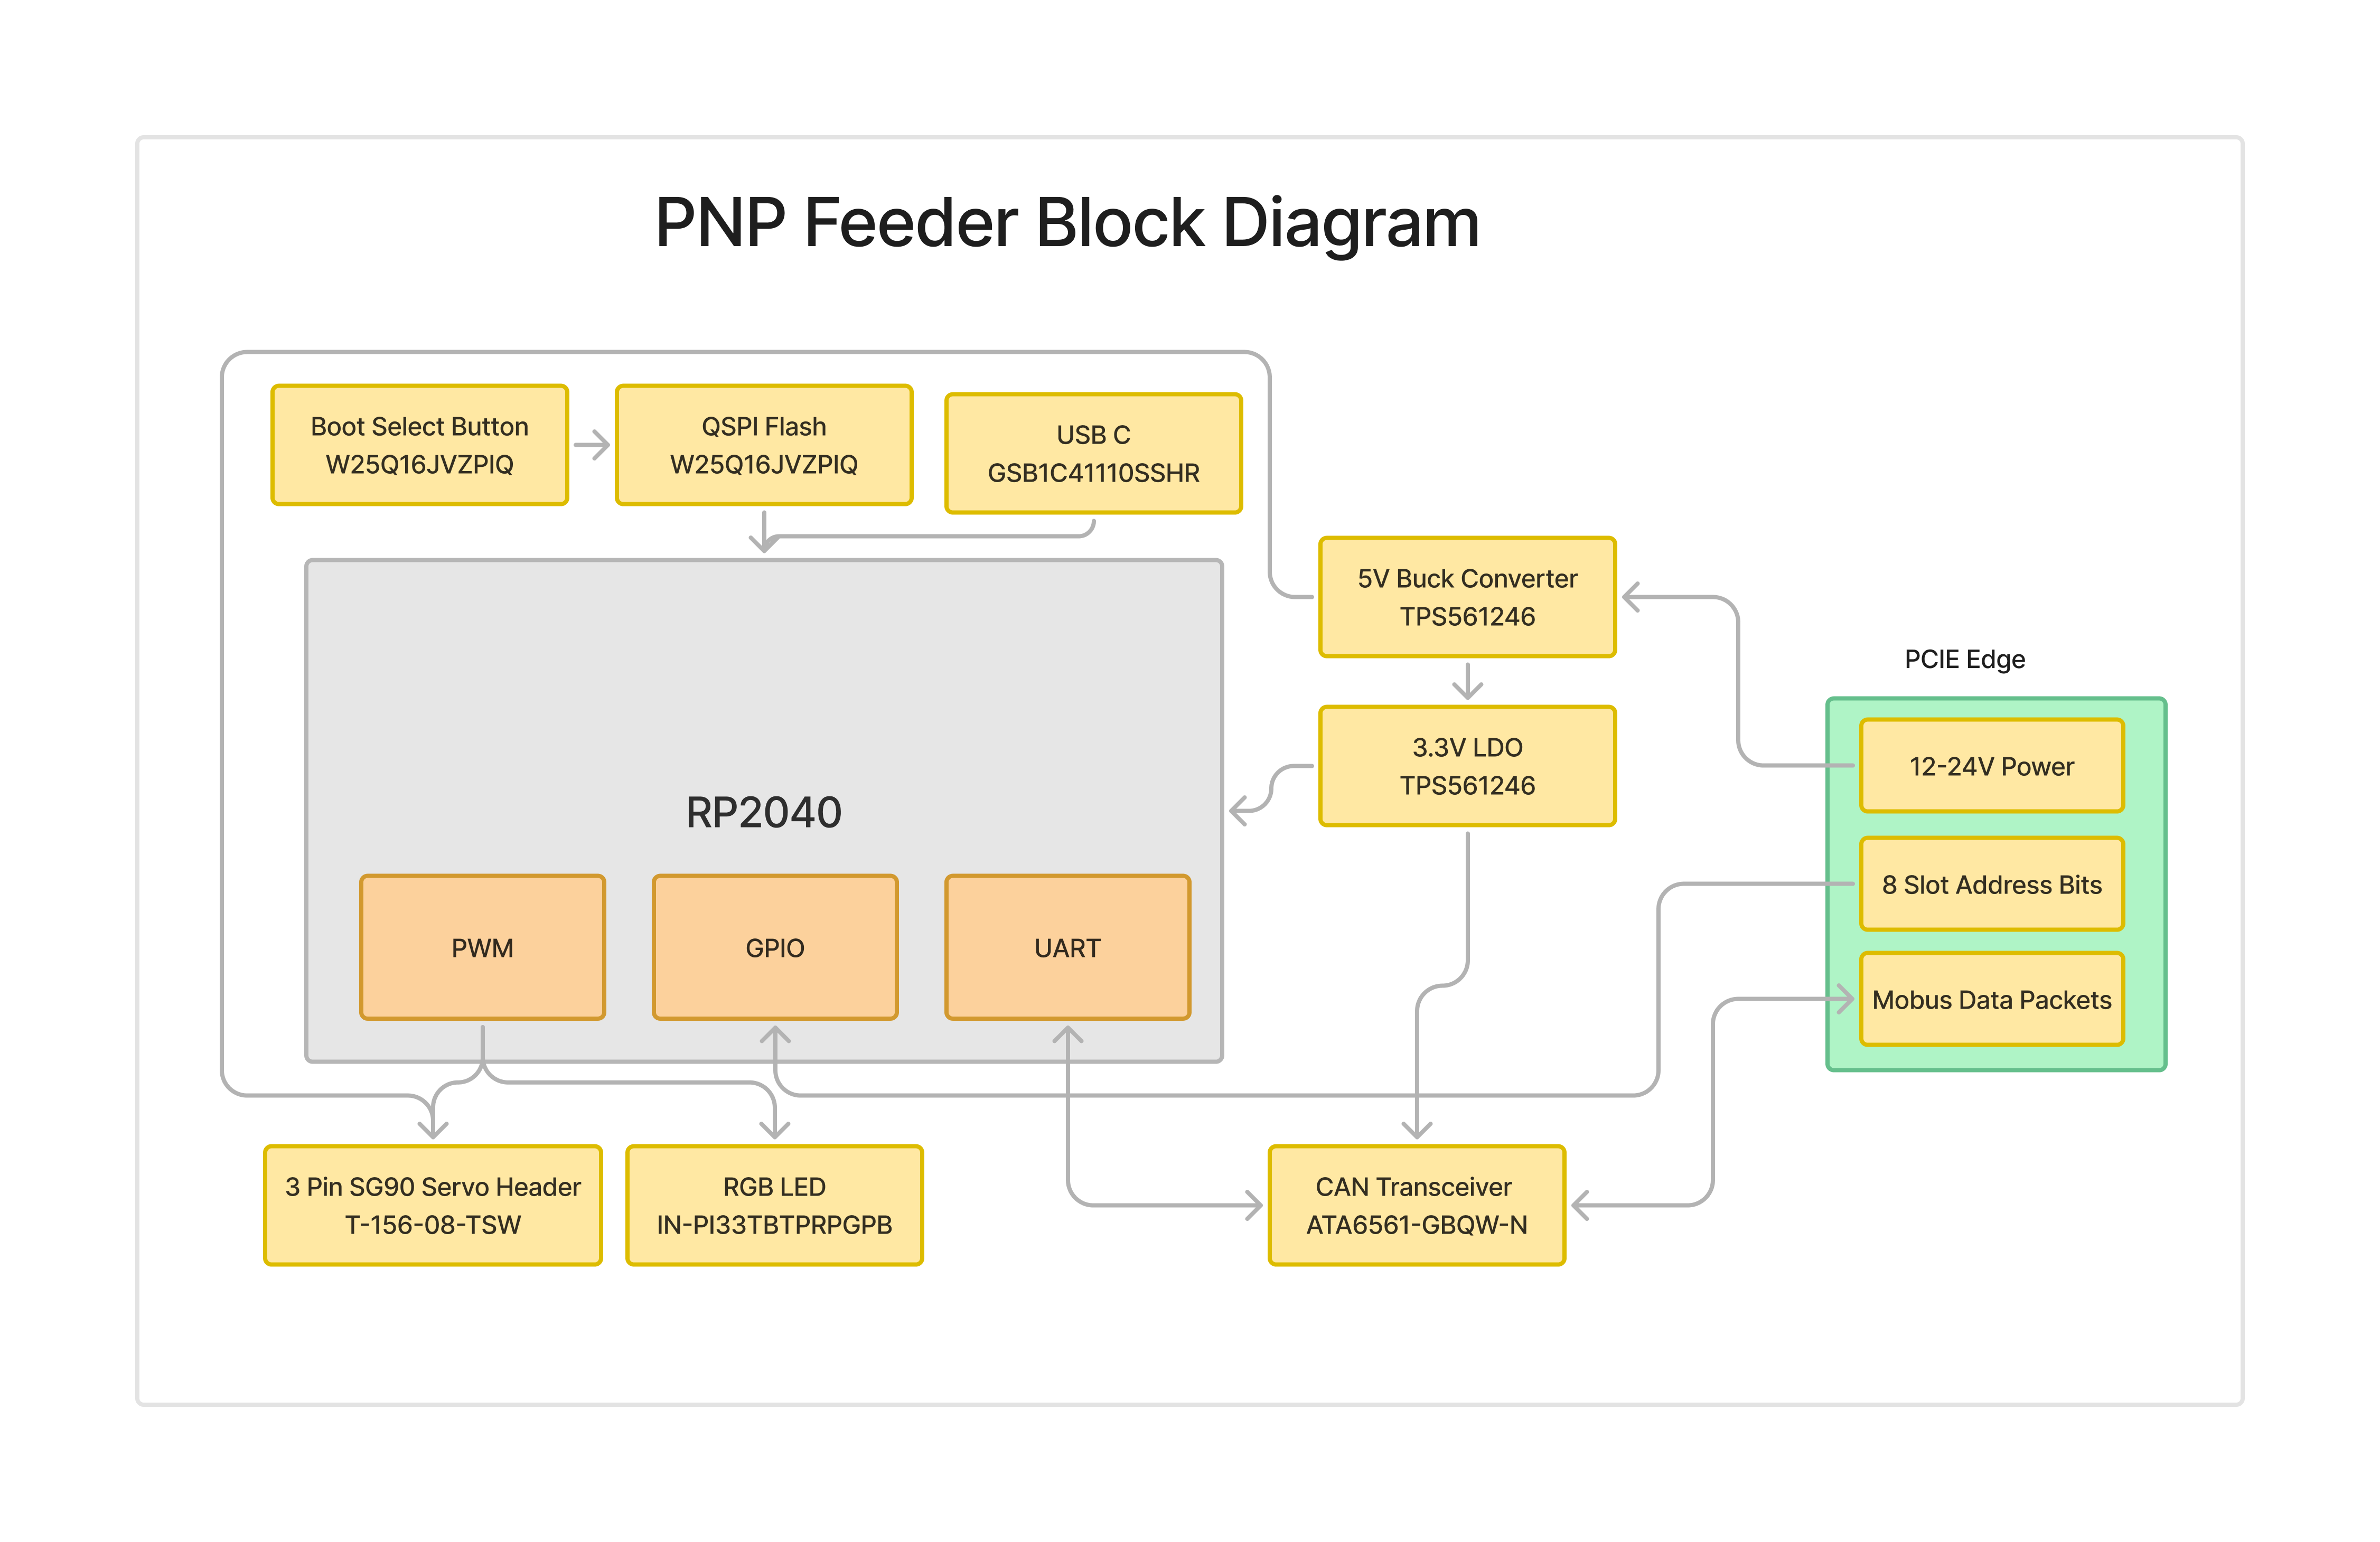 PNP Feeder Block Diagram
Boot Select Button
W25Q16JVZPIQ
QSPI Flash
W25Q16JVZPIQ
USB C
GSB1C41110SSHR
5V Buck Converter
TPS561246
PCIE Edge
3.3V LDO
TPS561246
12-24V Power
RP2040
8 Slot Address Bits
PWM
GPIO
UART
Mobus Data Packets
3 Pin SG90 Servo Header
T-156-08-TSW
RGB LED
IN-PI33TBTPRPGPB
CAN Transceiver
ATA6561-GBQW-N